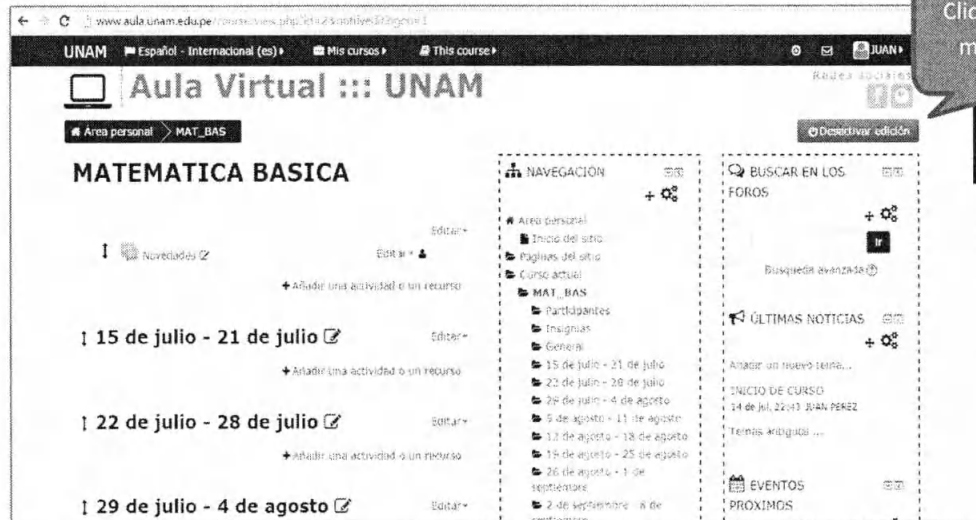 www.aula.unam.edu.pe/course/view.php?id=2&notifyeditingon=1
Clic
m
UNAM Español - Internacional (es) Mis cursos This course JUAN
Aula Virtual ::: UNAM
Redes sociales
Área personal MAT_BAS
Desactivar edición
MATEMATICA BASICA
Editar
Novedades
Editar
+ Añadir una actividad o un recurso
15 de julio - 21 de julio
Editar
+ Añadir una actividad o un recurso
22 de julio - 28 de julio
Editar
+ Añadir una actividad o un recurso
29 de julio - 4 de agosto
Editar
NAVEGACIÓN
Área personal
Inicio del sitio
Páginas del sitio
Curso actual
MAT_BAS
Participantes
Insignias
General
15 de julio - 21 de julio
22 de julio - 28 de julio
29 de julio - 4 de agosto
5 de agosto - 11 de agosto
12 de agosto - 18 de agosto
19 de agosto - 25 de agosto
26 de agosto - 1 de
septiembre
2 de septiembre - 8 de
septiembre
BUSCAR EN LOS
FOROS
Ir
Búsqueda avanzada
ÚLTIMAS NOTICIAS
Añadir un nuevo tema...
INICIO DE CURSO
14 de jul, 22:43 JUAN PEREZ
Temas antiguos ...
EVENTOS
PRÓXIMOS